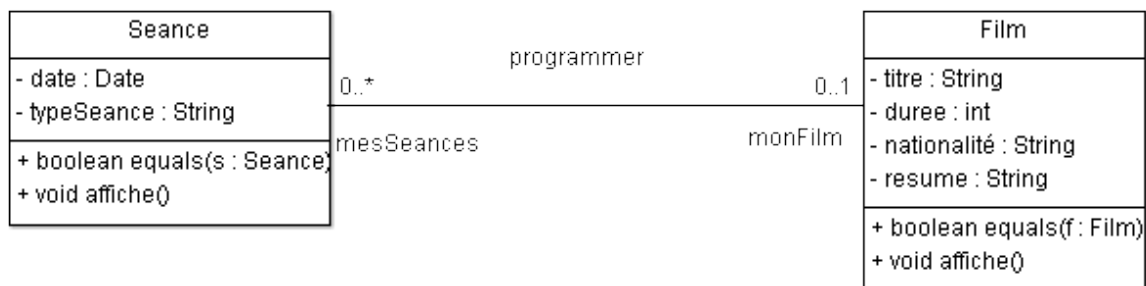 Seance
- date : Date
- typeSeance : String
+ boolean equals(s : Seance)
+ void affiche()
programmer
0..*
0..1
mesSeances
monFilm
Film
- titre : String
- duree : int
- nationalité : String
- resume : String
+ boolean equals(f : Film)
+ void affiche()